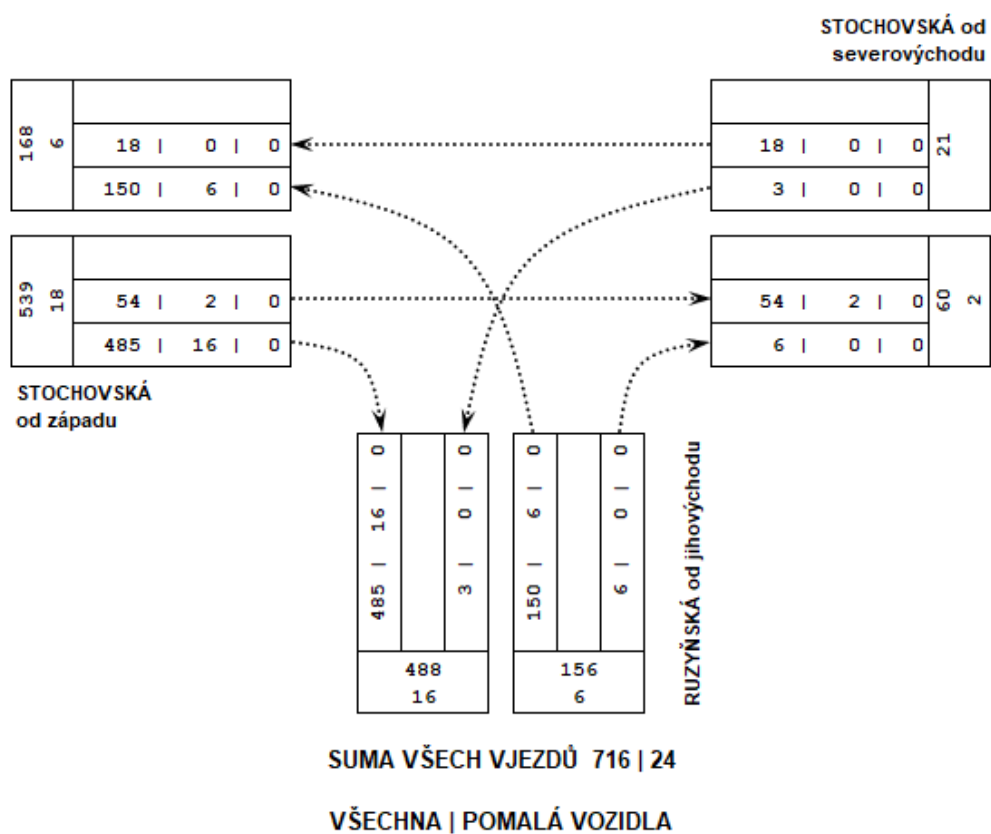 STOCHOVSKÁ od
severovýchodu
168
6
18 | 0 | 0
150 | 6 | 0
18 | 0 | 0
3 | 0 | 0
21
539
18
54 | 2 | 0
485 | 16 | 0
54 | 2 | 0
6 | 0 | 0
60
2
STOCHOVSKÁ
od západu
485 | 16 | 0
3 | 0 | 0
150 | 6 | 0
6 | 0 | 0
RUZYŇSKÁ od jihovýchodu
488
16
156
6
SUMA VŠECH VJEZDŮ 716 | 24
VŠECHNA | POMALÁ VOZIDLA